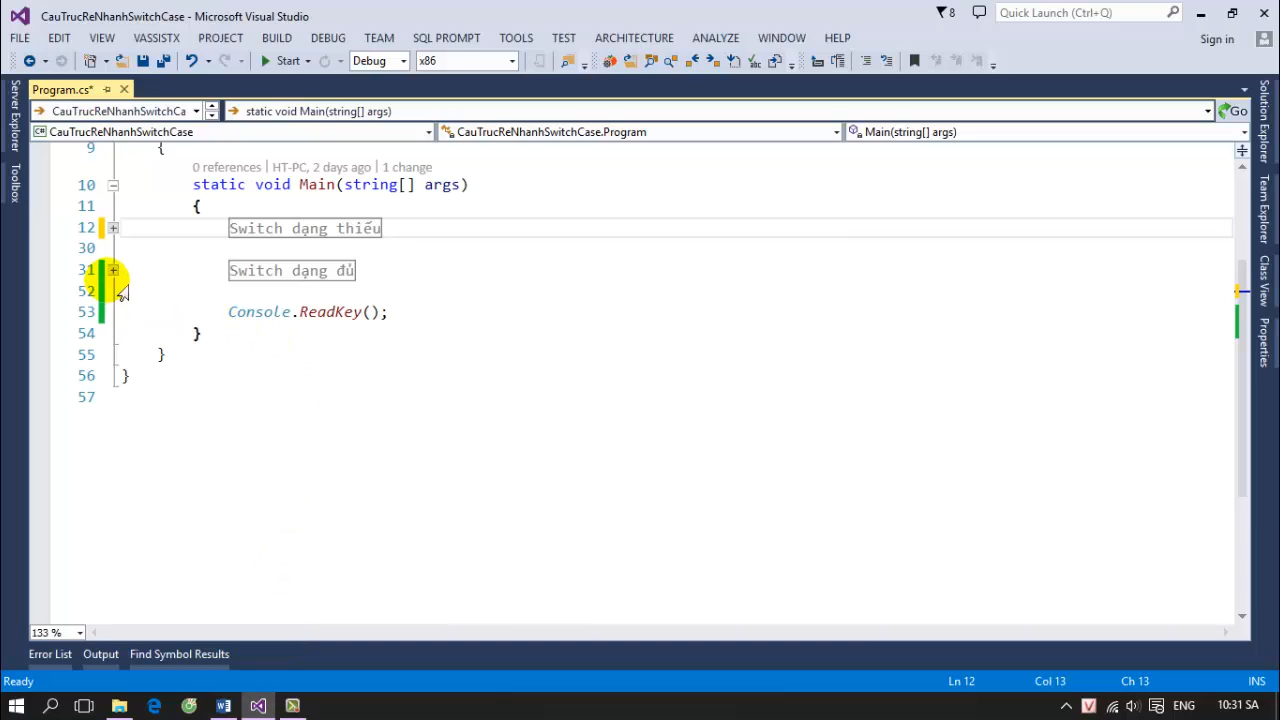 CauTrucReNhanhSwitchCase - Microsoft Visual Studio
8
Quick Launch (Ctrl+Q)
FILE EDIT VIEW VASSISTX PROJECT BUILD DEBUG TEAM SQL PROMPT TOOLS TEST ARCHITECTURE ANALYZE WINDOW HELP
Sign in
Start Debug x86
Program.cs*
CauTrucReNhanhSwitchCa static void Main(string[] args) Go
CauTrucReNhanhSwitchCase CauTrucReNhanhSwitchCase.Program Main(string[] args)
9 {
0 references | HT-PC, 2 days ago | 1 change
10 static void Main(string[] args)
11 {
12 Switch dạng thiếu
30
31 Switch dạng đủ
52
53 Console.ReadKey();
54 }
55 }
56 }
57
Server Explorer
Toolbox
Solution Explorer
Team Explorer
Class View
Properties
133 %
Error List Output Find Symbol Results
Ready Ln 12 Col 13 Ch 13 INS
V ENG 10:31 SA